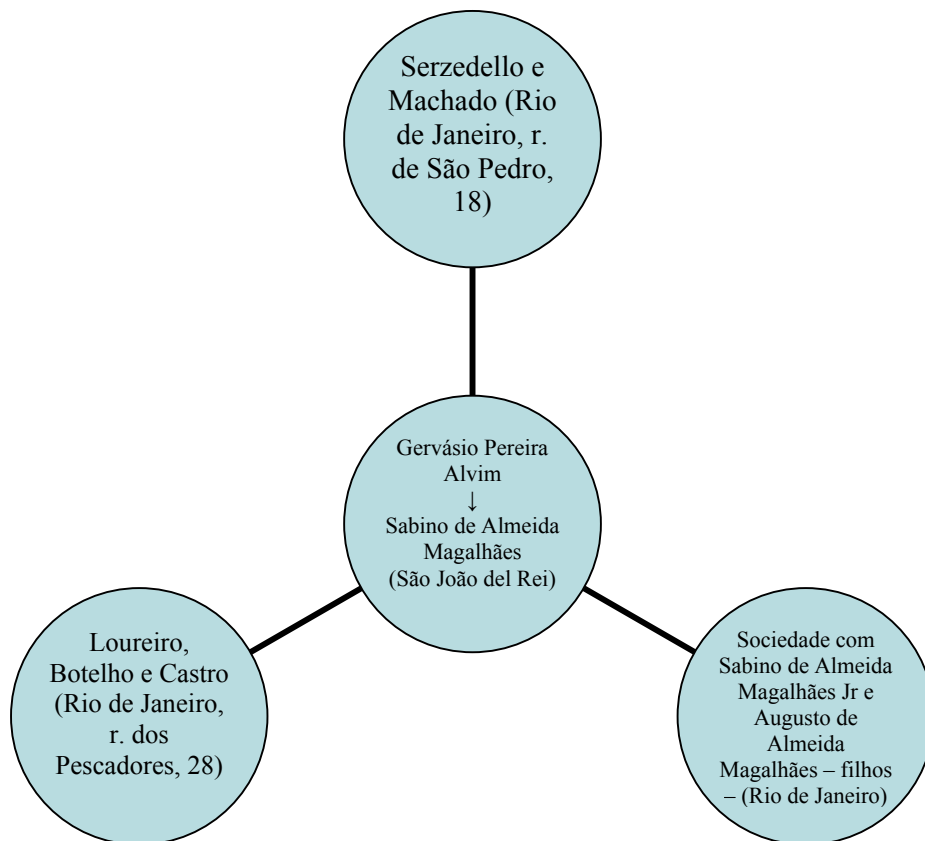 Serzedello e
Machado (Rio
de Janeiro, r.
de São Pedro,
18)
Gervásio Pereira
Alvim
↓
Sabino de Almeida
Magalhães
(São João del Rei)
Loureiro,
Botelho e Castro
(Rio de Janeiro,
r. dos
Pescadores, 28)
Sociedade com
Sabino de Almeida
Magalhães Jr e
Augusto de
Almeida
Magalhães – filhos
– (Rio de Janeiro)